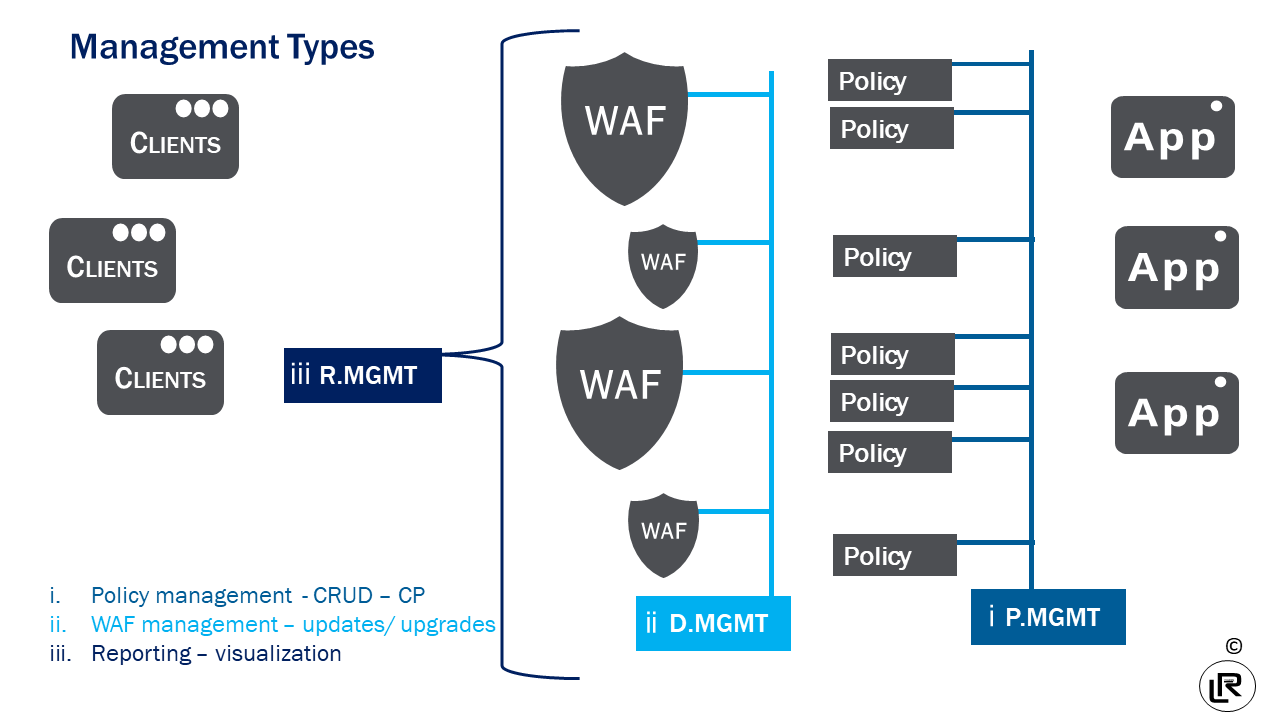 Management Types
CLIENTS
CLIENTS
CLIENTS
iii R.MGMT
WAF
WAF
WAF
WAF
ii D.MGMT
Policy
Policy
Policy
Policy
Policy
Policy
Policy
i P.MGMT
App
App
App
i. Policy management - CRUD – CP
ii. WAF management – updates/ upgrades
iii. Reporting – visualization
©
LR